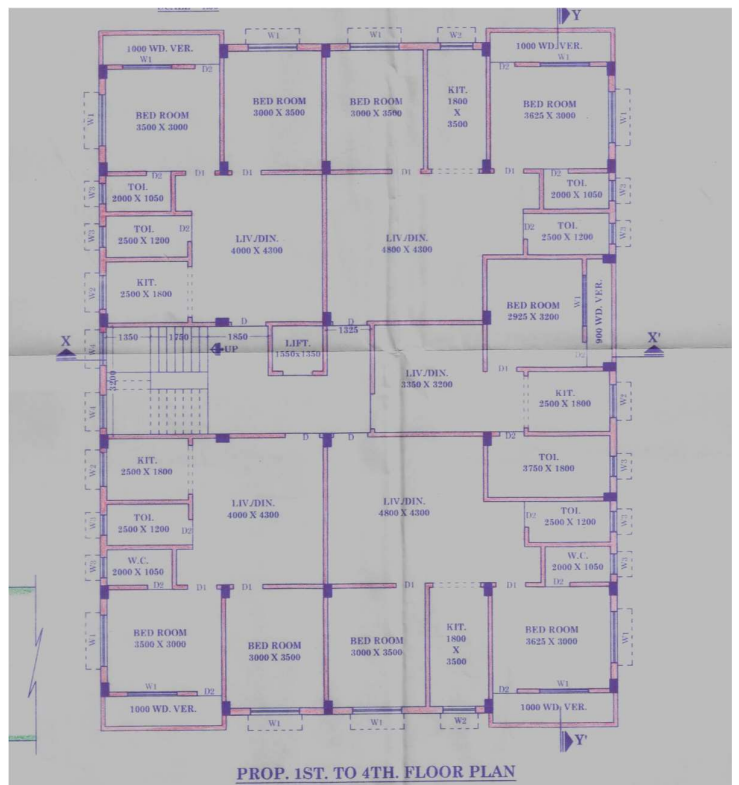 Y
W1
W1
W2
1000 WD. VER.
1000 WD. VER.
W1
D2
D2
W1
BED ROOM
3500 X 3000
BED ROOM
3000 X 3500
BED ROOM
3000 X 3500
KIT.
1800
X
3500
BED ROOM
3625 X 3000
W1
W1
D2
D1
D1
D1
D1
D2
TOI.
2000 X 1050
TOI.
2000 X 1050
W3
W3
TOI.
2500 X 1200
D2
D2
TOI.
2500 X 1200
W3
W3
LIV./DIN.
4000 X 4300
LIV./DIN.
4800 X 4300
KIT.
2500 X 1800
W2
BED ROOM
2925 X 3200
W1
900 WD. VER.
D
D
1350
1750
1850
1325
X
W4
UP
LIFT.
1550x1350
D2
X'
3200
LIV./DIN.
3350 X 3200
D1
KIT.
2500 X 1800
W2
W4
D
D
D2
KIT.
2500 X 1800
W2
TOI.
3750 X 1800
W3
LIV./DIN.
4000 X 4300
LIV./DIN.
4800 X 4300
TOI.
2500 X 1200
D2
D2
TOI.
2500 X 1200
W3
W3
W.C.
2000 X 1050
W.C.
2000 X 1050
W3
W3
D2
D1
D1
D1
D1
D2
BED ROOM
3500 X 3000
BED ROOM
3000 X 3500
BED ROOM
3000 X 3500
KIT.
1800
X
3500
BED ROOM
3625 X 3000
W1
W1
W1
D2
D2
W1
1000 WD. VER.
1000 WD. VER.
W1
W1
W2
Y'
PROP. 1ST. TO 4TH. FLOOR PLAN